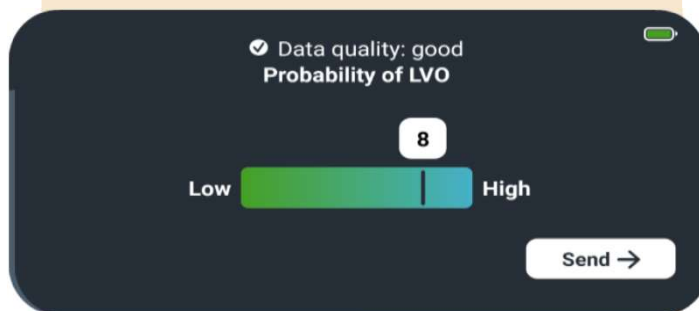 Data quality: good
Probability of LVO
8
Low High
Send